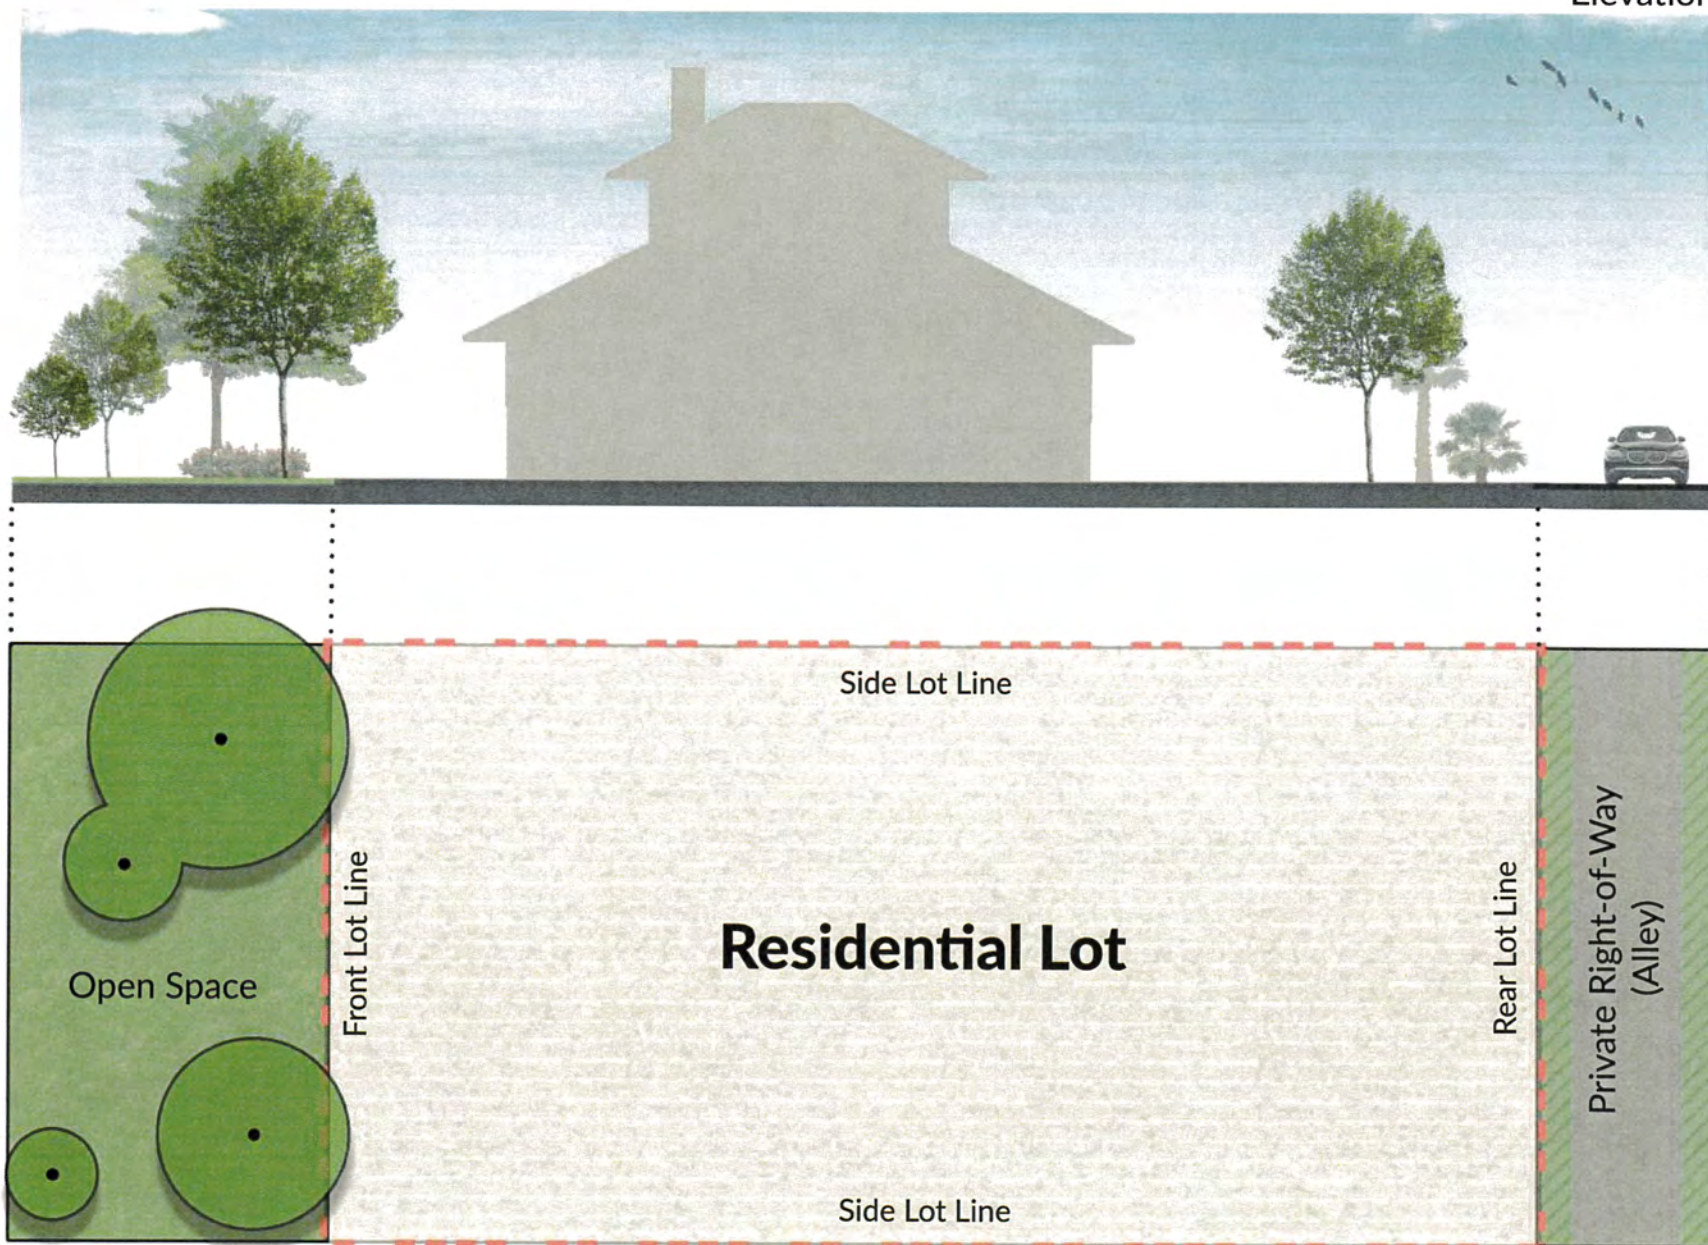 Elevation
Side Lot Line
Front Lot Line
Residential Lot
Rear Lot Line
Private Right-of-Way
(Alley)
Open Space
Side Lot Line